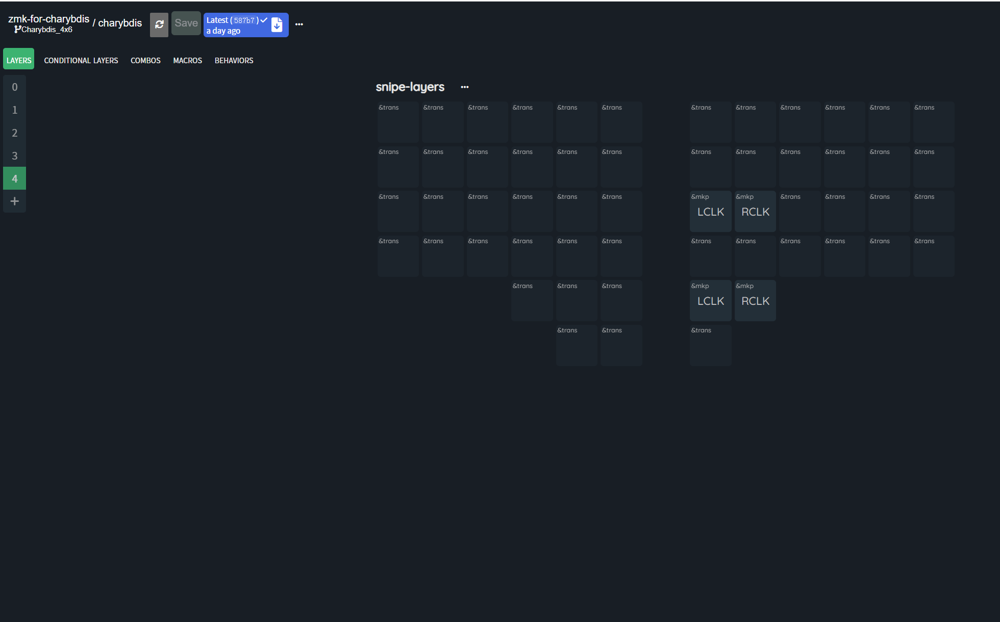 zmk-for-charybdis / charybdis
Charybdis_4x6
Save
Latest ( 587b7 )
a day ago
LAYERS CONDITIONAL LAYERS COMBOS MACROS BEHAVIORS
0
1
2
3
4
+
snipe-layers
&trans &trans &trans &trans &trans &trans &trans &trans &trans &trans &trans &trans
&trans &trans &trans &trans &trans &trans &trans &trans &trans &trans &trans &trans
&trans &trans &trans &trans &trans &trans &mkp &mkp &trans &trans &trans &trans
LCLK RCLK
&trans &trans &trans &trans &trans &trans &trans &trans &trans &trans &trans &trans
&trans &trans &trans &mkp &mkp
LCLK RCLK
&trans &trans &trans